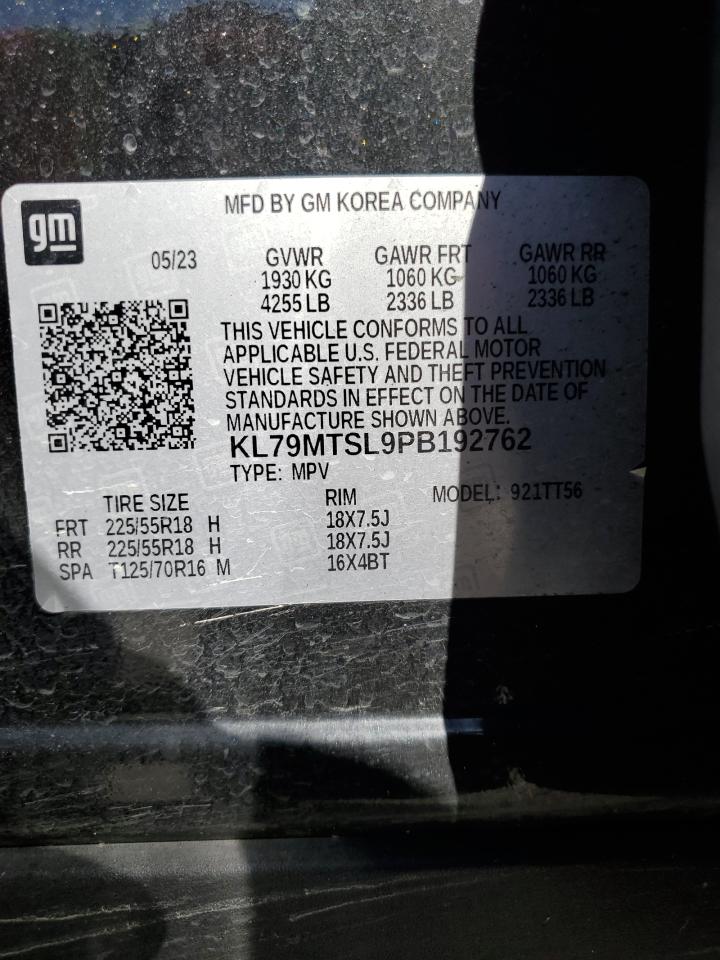 gm
MFD BY GM KOREA COMPANY
05/23 GVWR GAWR FRT GAWR RR
1930 KG 1060 KG 1060 KG
4255 LB 2336 LB 2336 LB
THIS VEHICLE CONFORMS TO ALL
APPLICABLE U.S. FEDERAL MOTOR
VEHICLE SAFETY AND THEFT PREVENTION
STANDARDS IN EFFECT ON THE DATE OF
MANUFACTURE SHOWN ABOVE.
KL79MTSL9PB192762
TYPE: MPV
TIRE SIZE RIM MODEL: 921TT56
FRT 225/55R18 H 18X7.5J
RR 225/55R18 H 18X7.5J
SPA T125/70R16 M 16X4BT